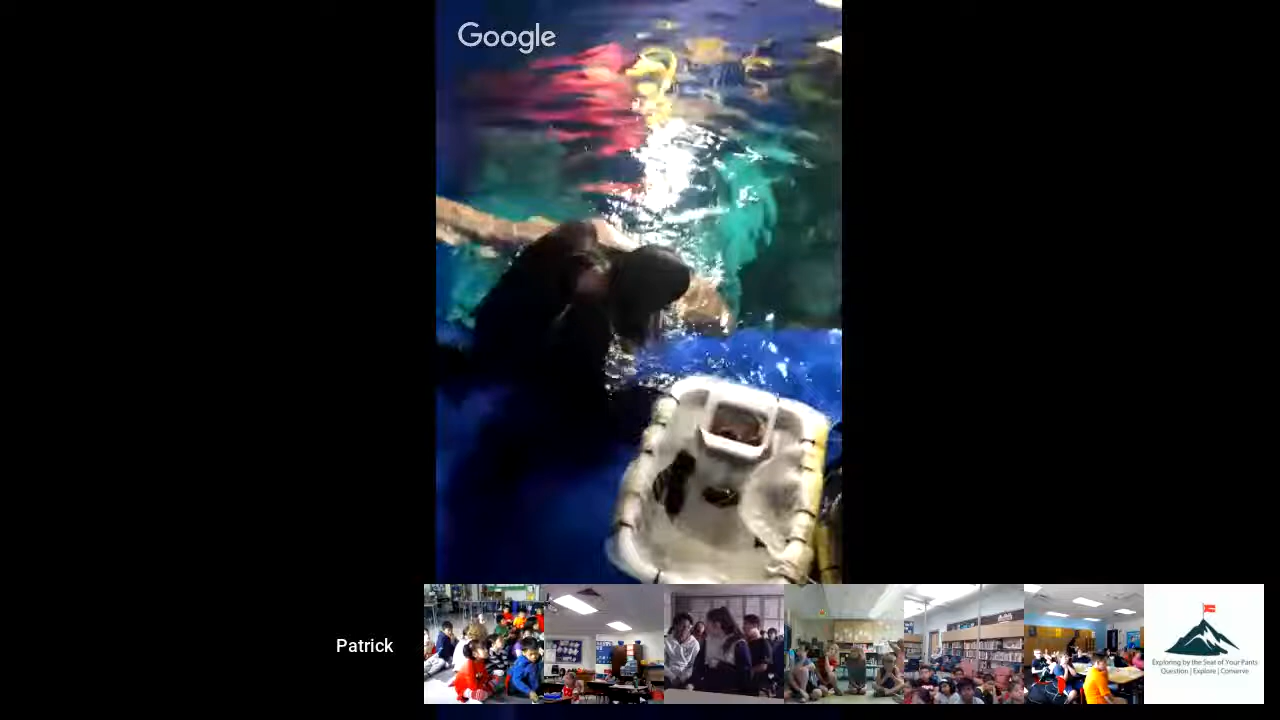 Google
Patrick
Exploring by the Seat of Your Pants
Question | Explore | Conserve